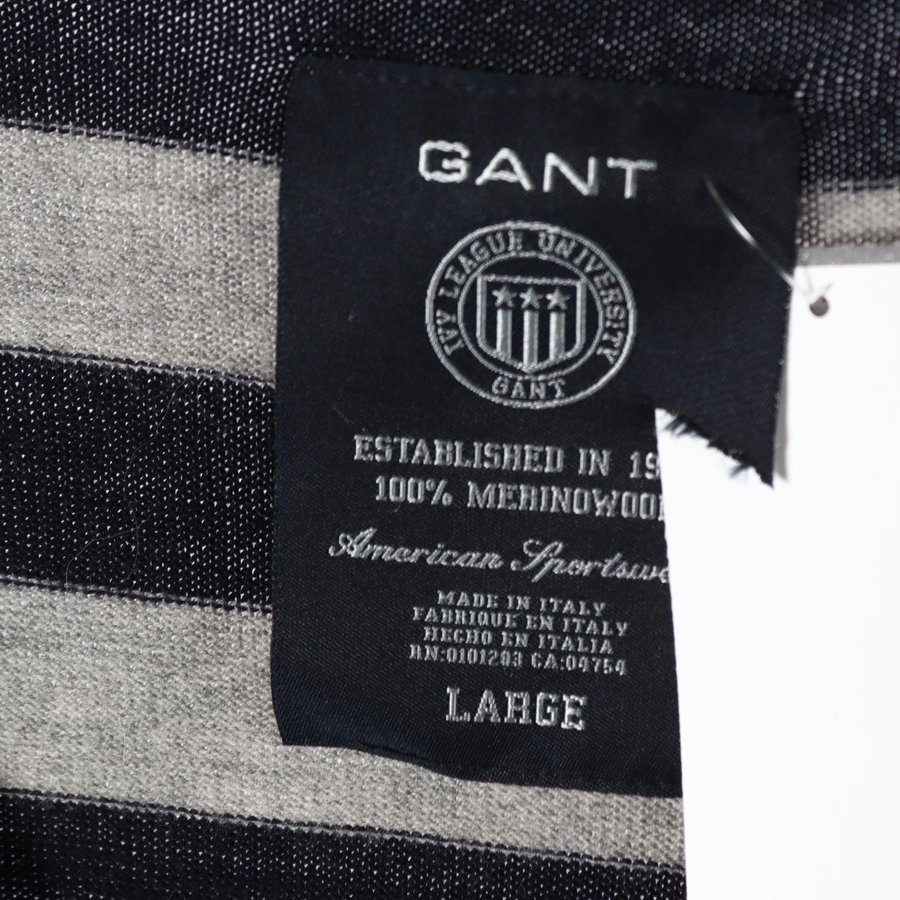 GANT
IVY LEAGUE UNIVERSITY
GANT
ESTABLISHED IN 19
100% MERINOWOOL
American Sportswe
MADE IN ITALY
FABRIQUE EN ITALY
HECHO EN ITALIA
RN:0101293 CA:04754
LARGE